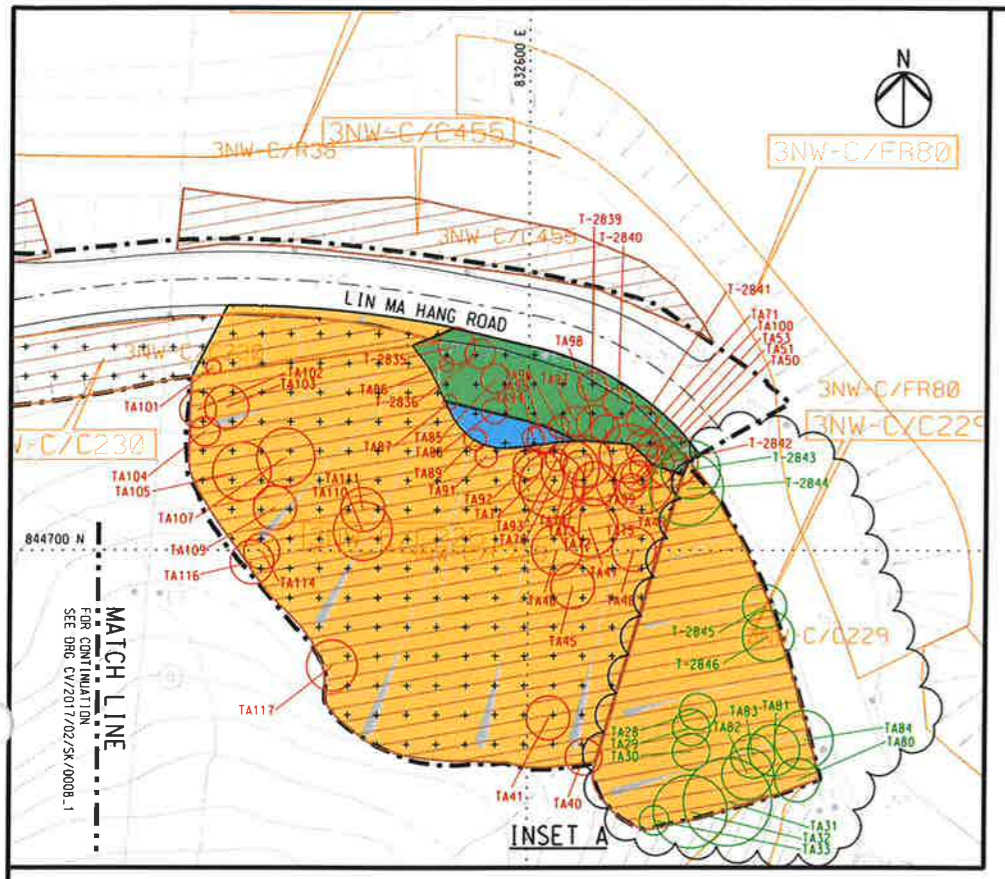 832600 E
N
3NW-C/C455
3NW-C/R38
3NW-C/FR80
T-2839
3NW-C/C455
T-2840
T-2841
LIN MA HANG ROAD
TA71
TA100
TA53
TA51
TA50
TA98
T-2835
TA102
TA103
TA86
T-2836
TA101
3NW-C/FR80
3NW-C/C229
W-C/C230
TA87
TA85
TA88
TA89
TA91
T-2842
T-2843
T-2844
TA104
TA105
TA111
TA110
TA92
TA93
TA107
844700 N
TA109
TA116
TA114
TA47
TA46
TA48
TA45
T-2845
T-2846
C/C229
MATCH LINE
FOR CONTINUATION
SEE DRG CV/2017/02/SK/0008_1
TA117
TA28
TA29
TA30
TA83
TA81
TA82
TA84
TA80
TA41
TA40
TA31
TA32
TA33
INSET A